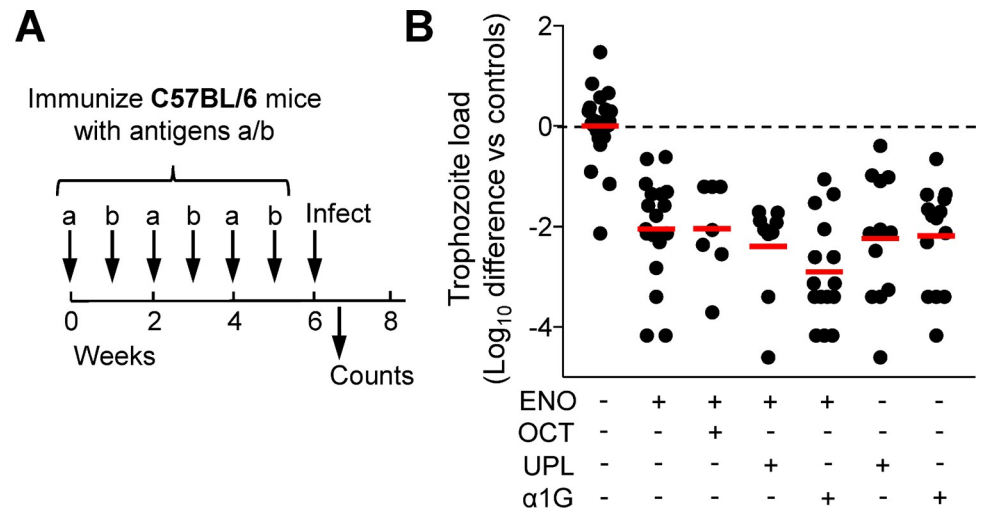 A
Immunize C57BL/6 mice
with antigens a/b
a b a b a b Infect
0 2 4 6 8
Weeks
Counts
B
Trophozoite load
(Log10 difference vs controls)
2
0
-2
-4
ENO - + + + + - -
OCT - - + - - - -
UPL - - - + - + -
α1G - - - - + - +